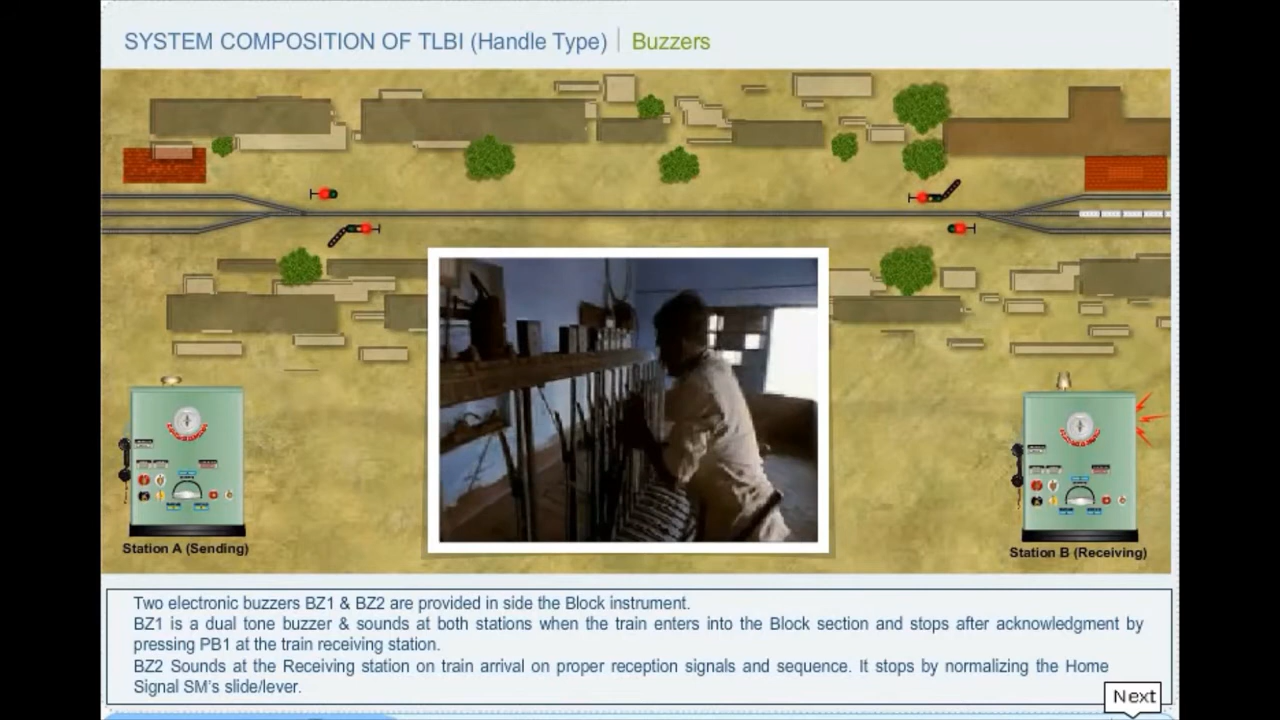 SYSTEM COMPOSITION OF TLBI (Handle Type) | Buzzers
Station A (Sending)
Station B (Receiving)
Two electronic buzzers BZ1 & BZ2 are provided in side the Block instrument.
BZ1 is a dual tone buzzer & sounds at both stations when the train enters into the Block section and stops after acknowledgment by
pressing PB1 at the train receiving station.
BZ2 Sounds at the Receiving station on train arrival on proper reception signals and sequence. It stops by normalizing the Home
Signal SM's slide/lever.
Next